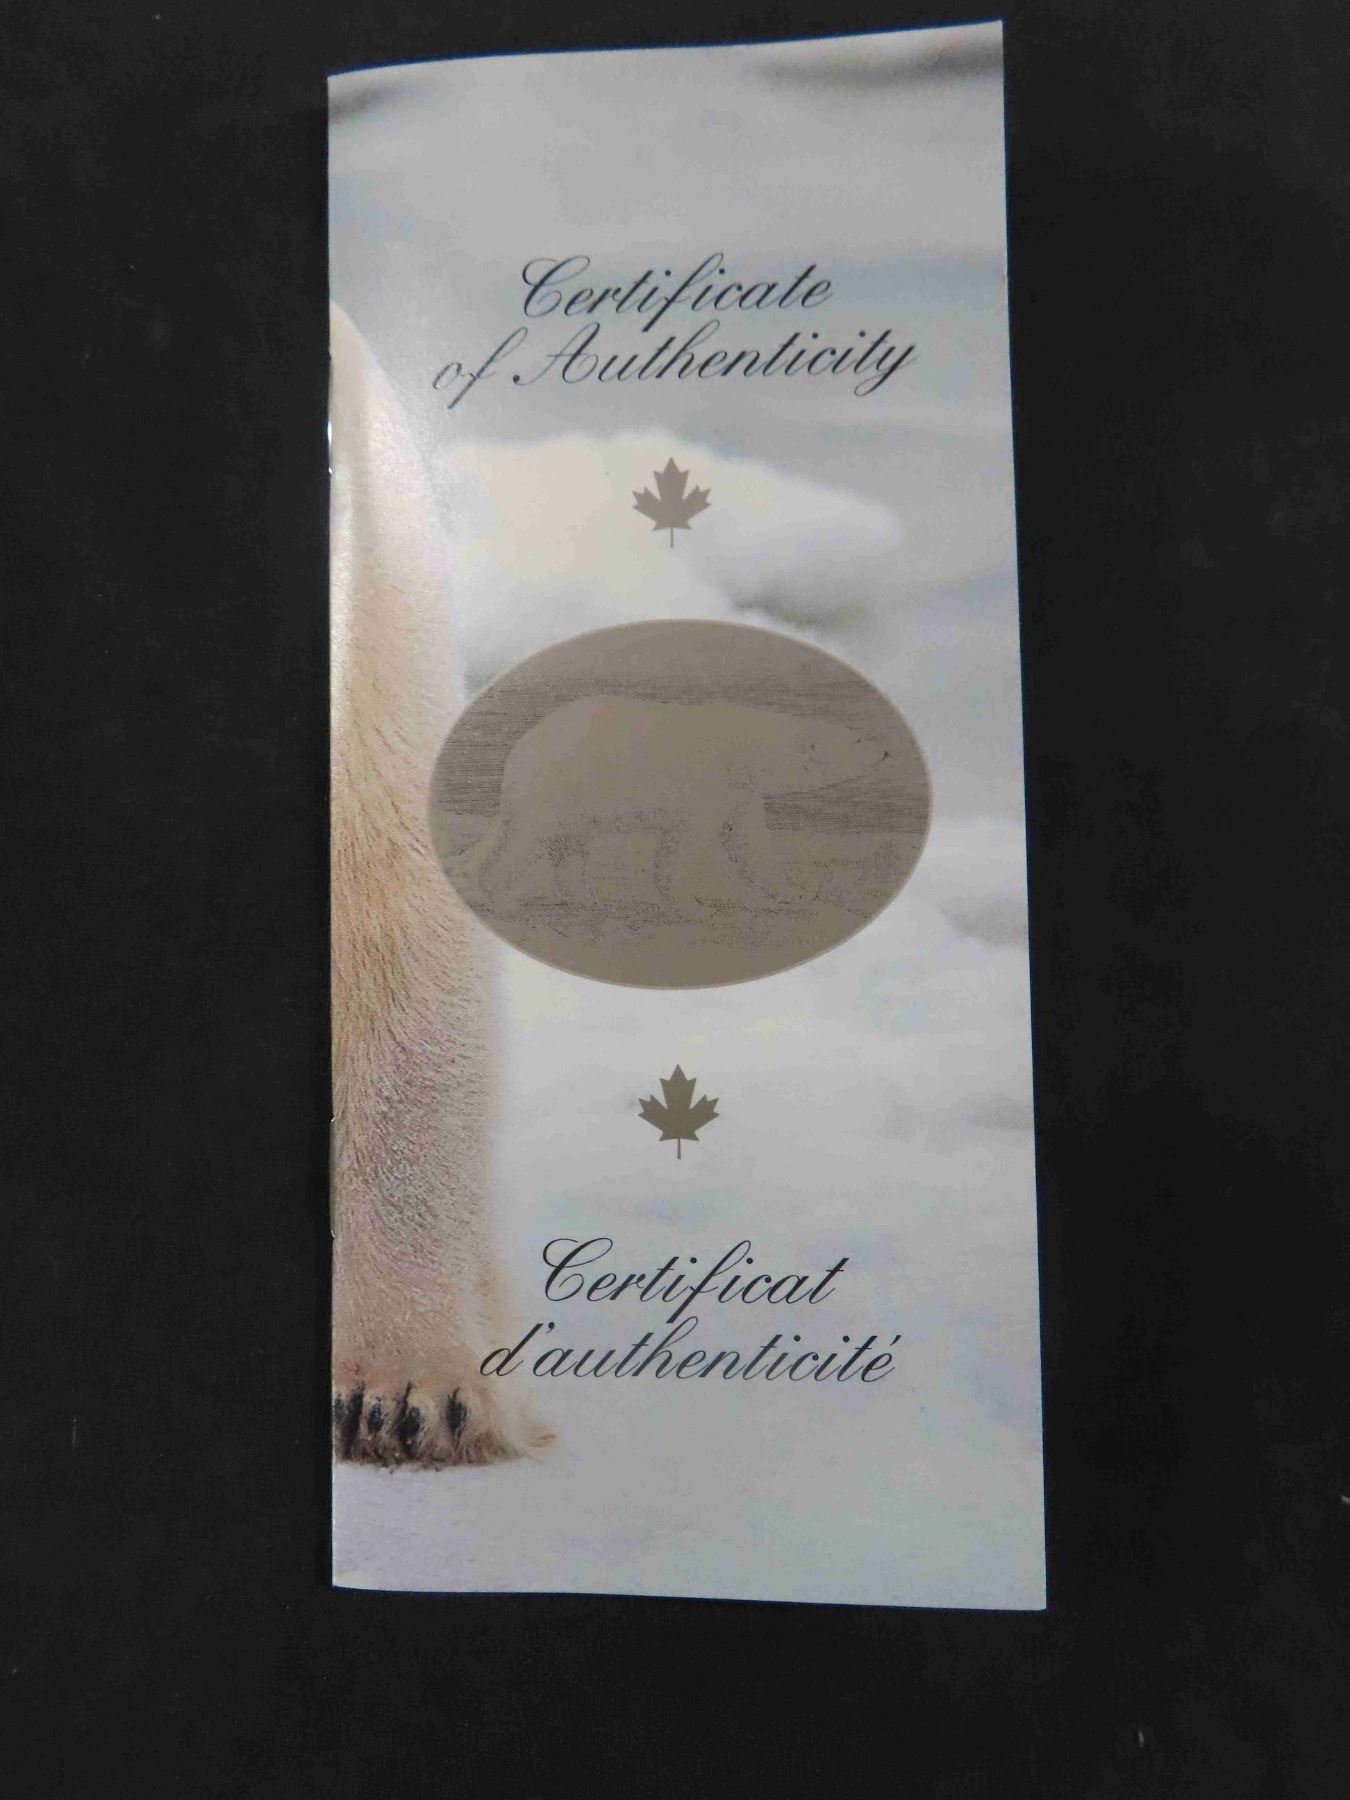 Certificate
of Authenticity
Certificat
d'authenticité